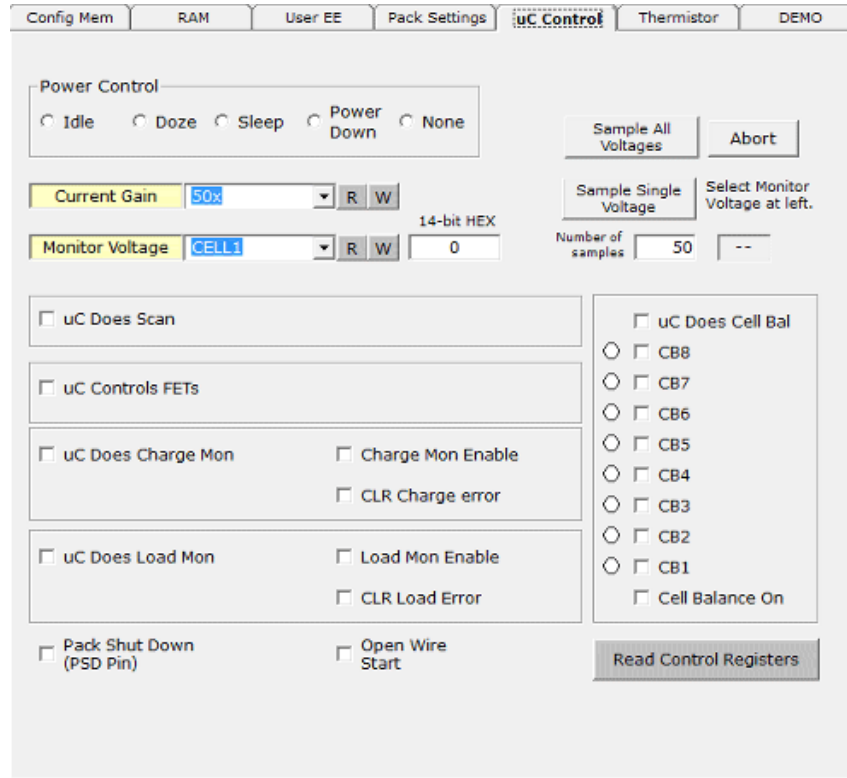 Config Mem RAM User EE Pack Settings uC Control Thermistor DEMO
Power Control
Idle Doze Sleep Power Down None
Sample All Voltages
Abort
Current Gain 50x R W
Sample Single Voltage
Select Monitor Voltage at left.
14-bit HEX
Monitor Voltage CELL1 R W 0
Number of samples 50 --
uC Does Scan
uC Controls FETs
uC Does Charge Mon Charge Mon Enable
CLR Charge error
uC Does Load Mon Load Mon Enable
CLR Load Error
Pack Shut Down
(PSD Pin)
Open Wire
Start
uC Does Cell Bal
CB8
CB7
CB6
CB5
CB4
CB3
CB2
CB1
Cell Balance On
Read Control Registers